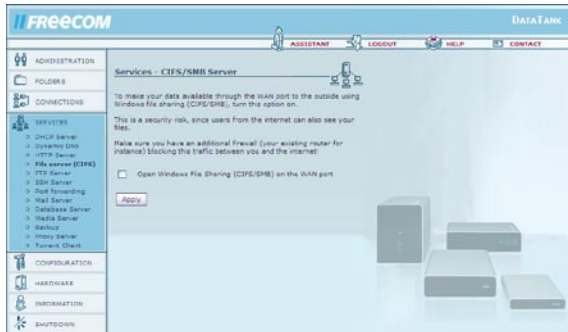 FREECOM
DATATANK
ASSISTANT
LOGOUT
HELP
CONTACT
ADMINISTRATION
FOLDERS
CONNECTIONS
SERVICES
DHCP Server
Dynamic DNS
HTTP Server
File server (CIFS)
FTP Server
SSH Server
Port forwarding
Mail Server
Database Server
Media Server
Backup
Proxy Server
Torrent Client
CONFIGURATION
HARDWARE
INFORMATION
SHUTDOWN
Services - CIFS/SMB Server
To make your data available through the WAN port to the outside using
Windows file sharing (CIFS/SMB), turn this option on.
This is a security risk, since users from the internet can also see your
files.
Make sure you have an additional firewall (your existing router for
instance) blocking this traffic between you and the internet!
Open Windows File Sharing (CIFS/SMB) on the WAN port
Apply